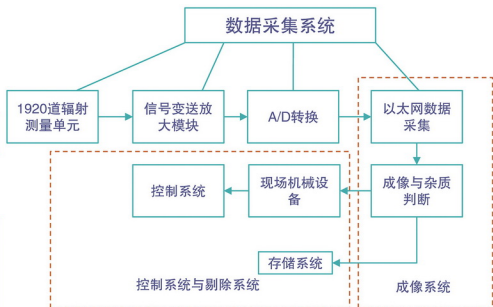 数据采集系统
1920道辐射
测量单元
信号变送放
大模块
A/D转换
以太网数据
采集
控制系统
现场机械设
备
成像与杂质
判断
存储系统
控制系统与剔除系统
成像系统